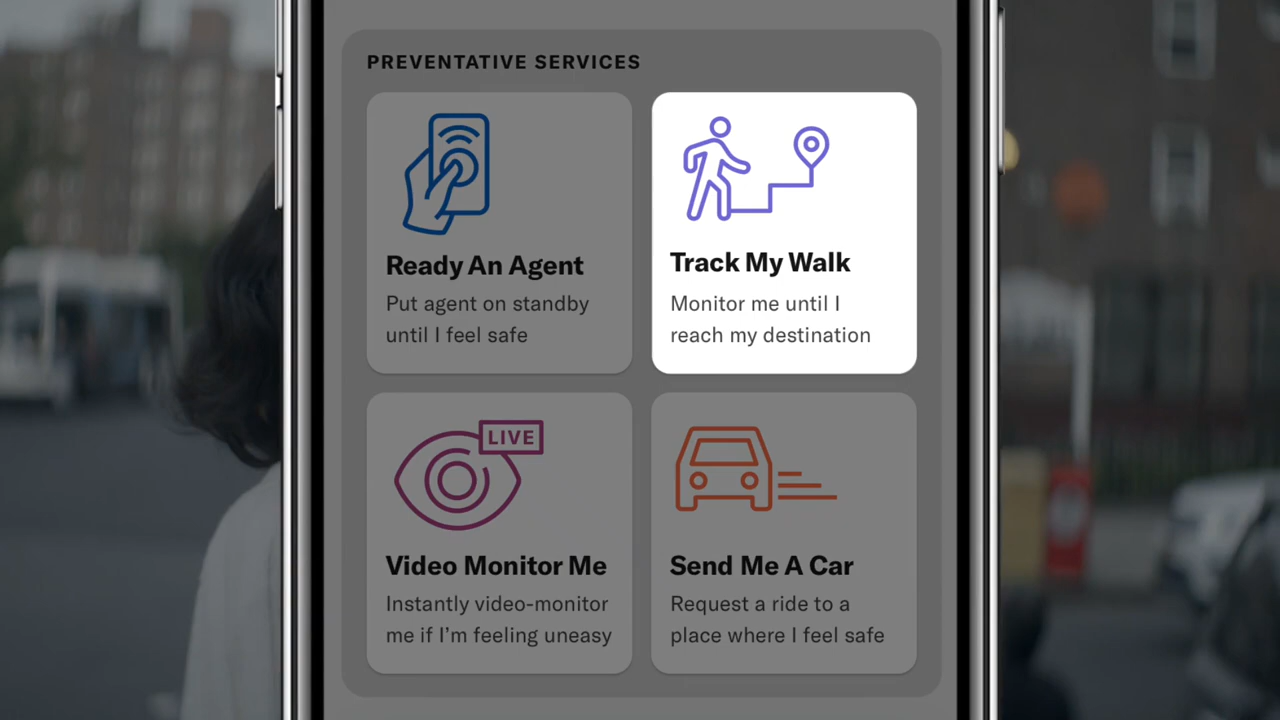 PREVENTATIVE SERVICES
Ready An Agent
Put agent on standby
until I feel safe
Track My Walk
Monitor me until I
reach my destination
LIVE
Video Monitor Me
Instantly video-monitor
me if I'm feeling uneasy
Send Me A Car
Request a ride to a
place where I feel safe